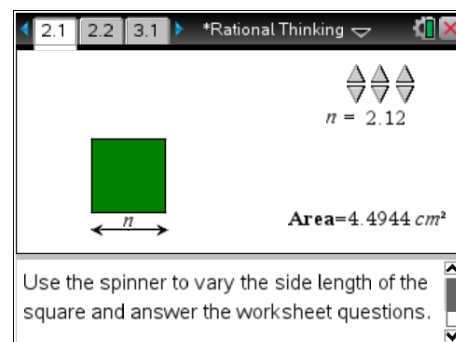 2.1 2.2 3.1 *Rational Thinking
n = 2.12
n
Area=4.4944 cm²
Use the spinner to vary the side length of the
square and answer the worksheet questions.